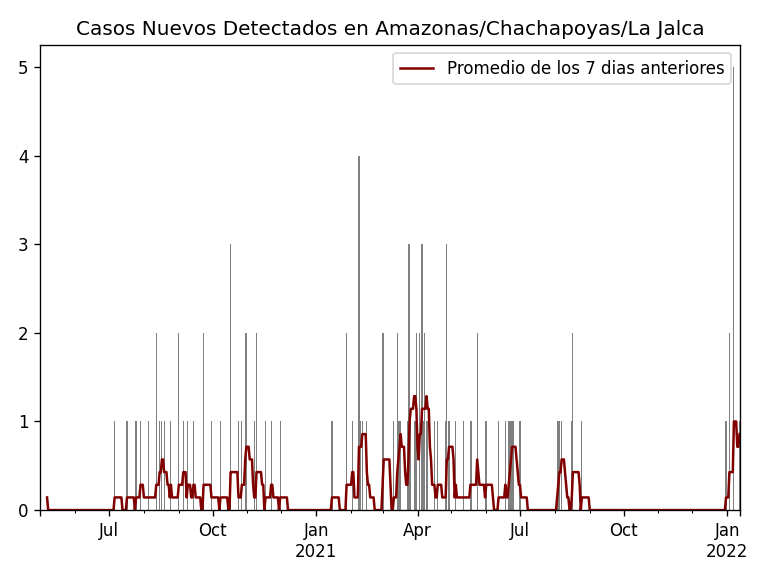 Casos Nuevos Detectados en Amazonas/Chachapoyas/La Jalca
Promedio de los 7 dias anteriores
5
4
3
2
1
0
Jul Oct Jan Apr Jul Oct Jan
2021 2022